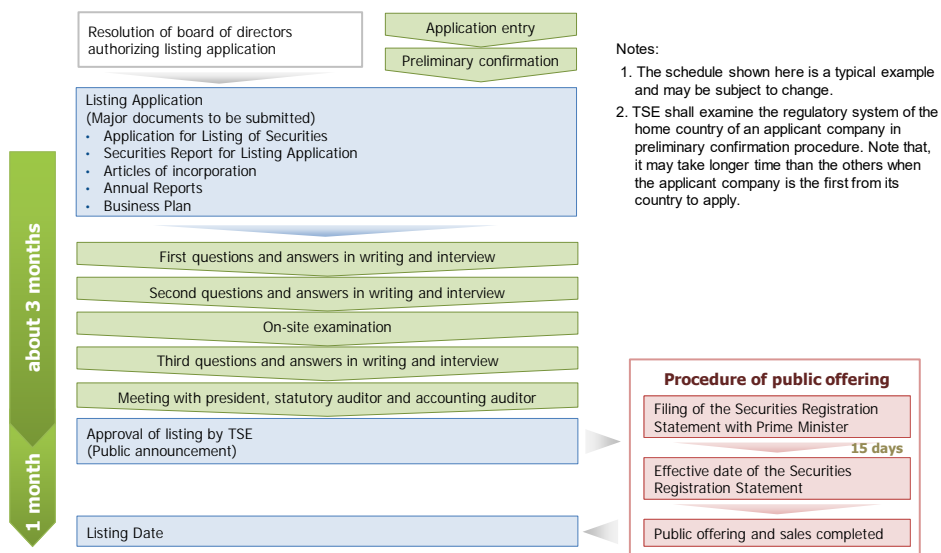 Resolution of board of directors
authorizing listing application
Application entry
Preliminary confirmation
Notes:
1. The schedule shown here is a typical example
and may be subject to change.
2. TSE shall examine the regulatory system of the
home country of an applicant company in
preliminary confirmation procedure. Note that,
it may take longer time than the others when
the applicant company is the first from its
country to apply.
Listing Application
(Major documents to be submitted)
• Application for Listing of Securities
• Securities Report for Listing Application
• Articles of incorporation
• Annual Reports
• Business Plan
about 3 months
First questions and answers in writing and interview
Second questions and answers in writing and interview
On-site examination
Third questions and answers in writing and interview
Meeting with president, statutory auditor and accounting auditor
Approval of listing by TSE
(Public announcement)
1 month
Procedure of public offering
Filing of the Securities Registration
Statement with Prime Minister
15 days
Effective date of the Securities
Registration Statement
Public offering and sales completed
Listing Date